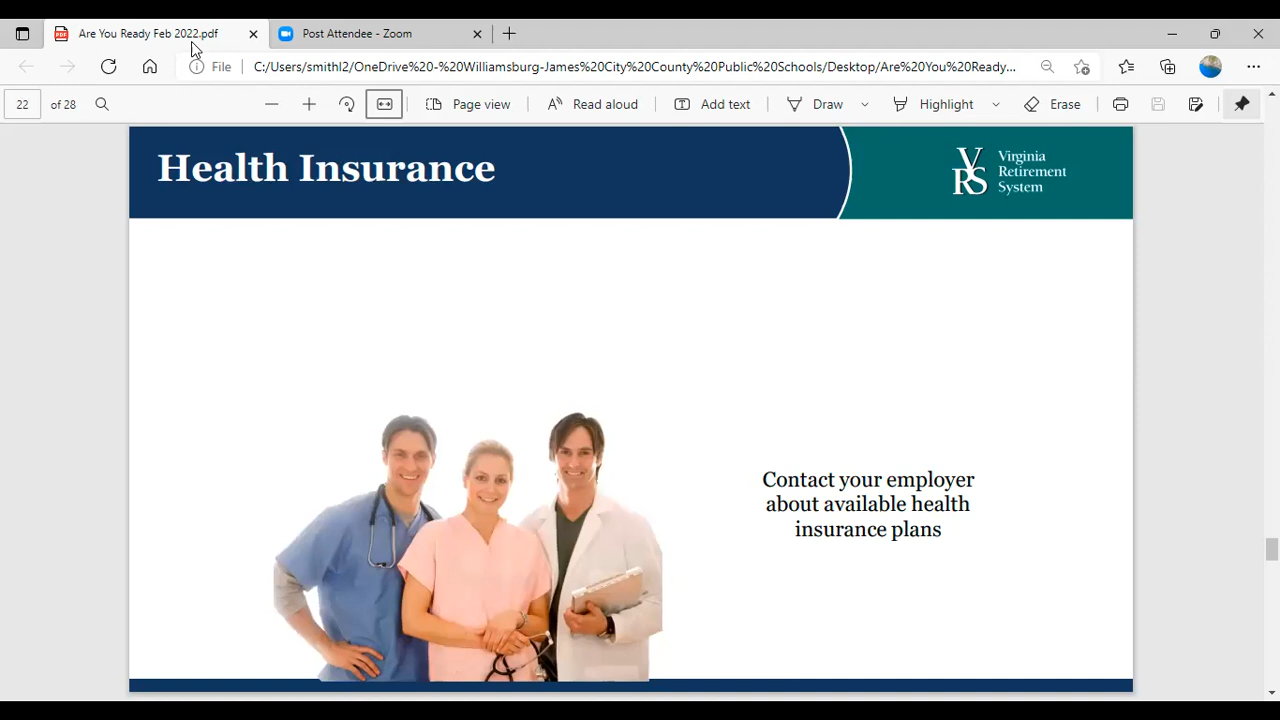 Are You Ready Feb 2022.pdf
Post Attendee - Zoom
File
C:/Users/smithl2/OneDrive%20-%20Williamsburg-James%20City%20County%20Public%20Schools/Desktop/Are%20You%20Ready...
22 of 28
Page view
Read aloud
Add text
Draw
Highlight
Erase
Health Insurance
VRS
Virginia
Retirement
System
Contact your employer
about available health
insurance plans